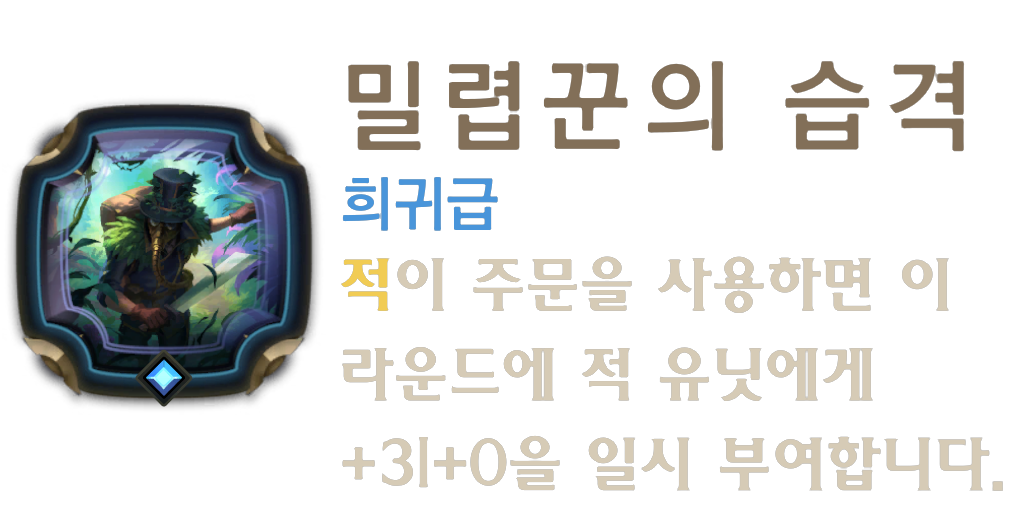 밀렵꾼의 습격
희귀급
적이 주문을 사용하면 이
라운드에 적 유닛에게
+3|+0을 일시 부여합니다.